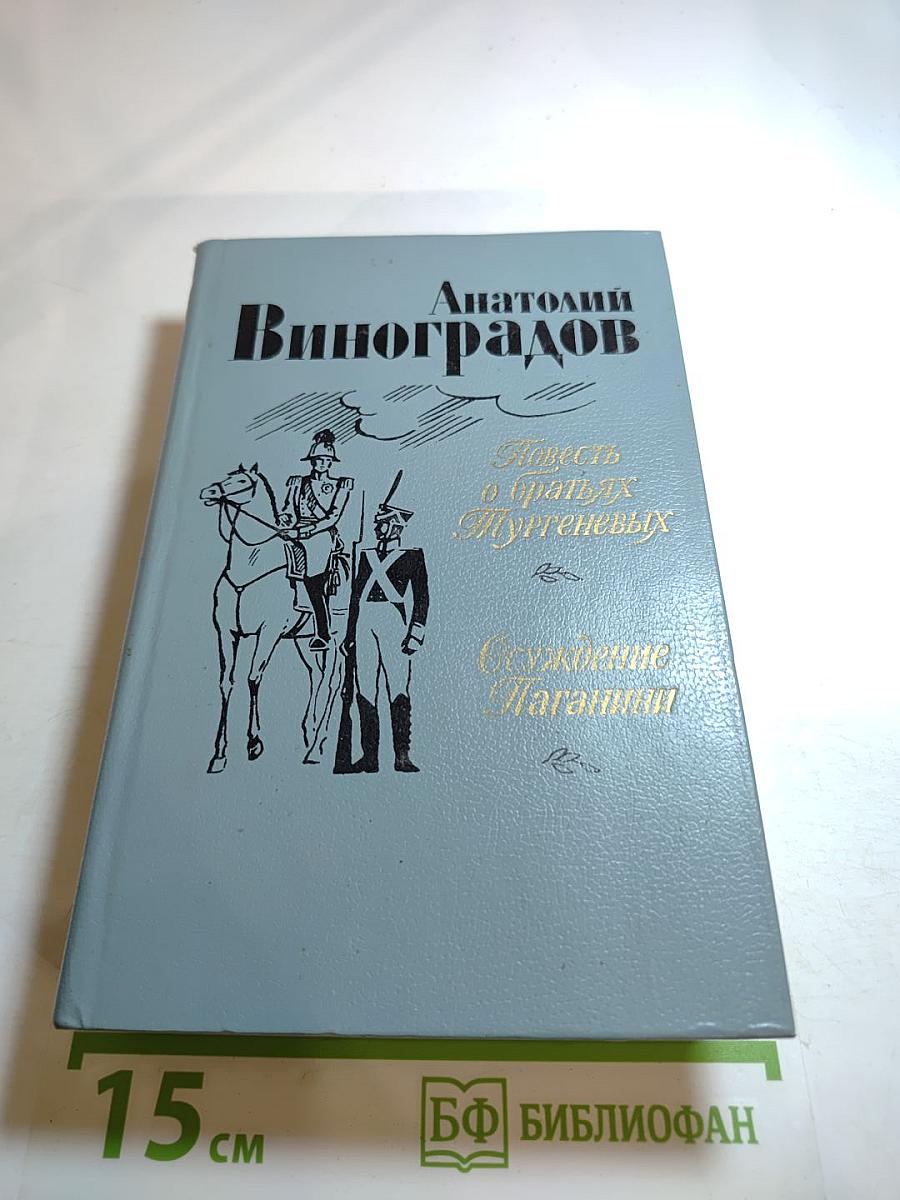 Анатолий
Виноградов
Повесть
о братьях
Тургеневых
Осуждение
Паганини
15 см
БФ БИБЛИОФАН